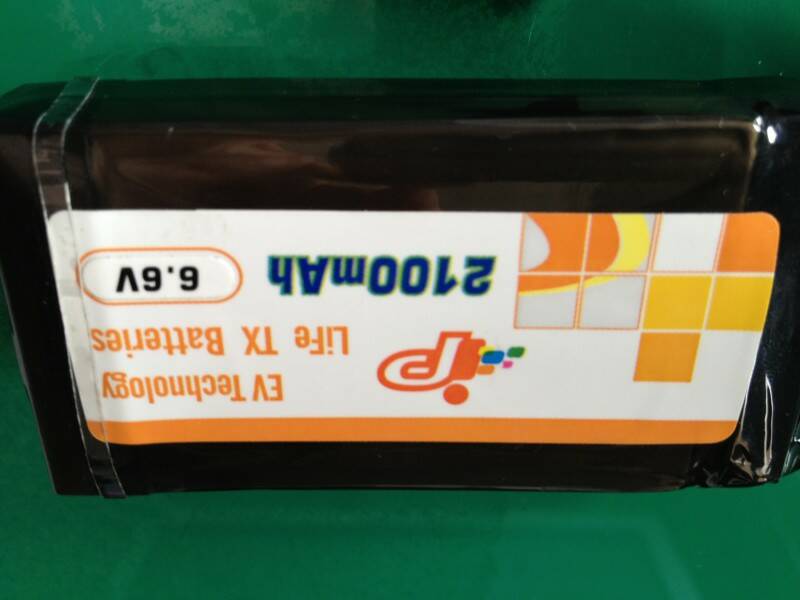 EV Technology
LiFe TX Batteries
2100mAh
6.6V